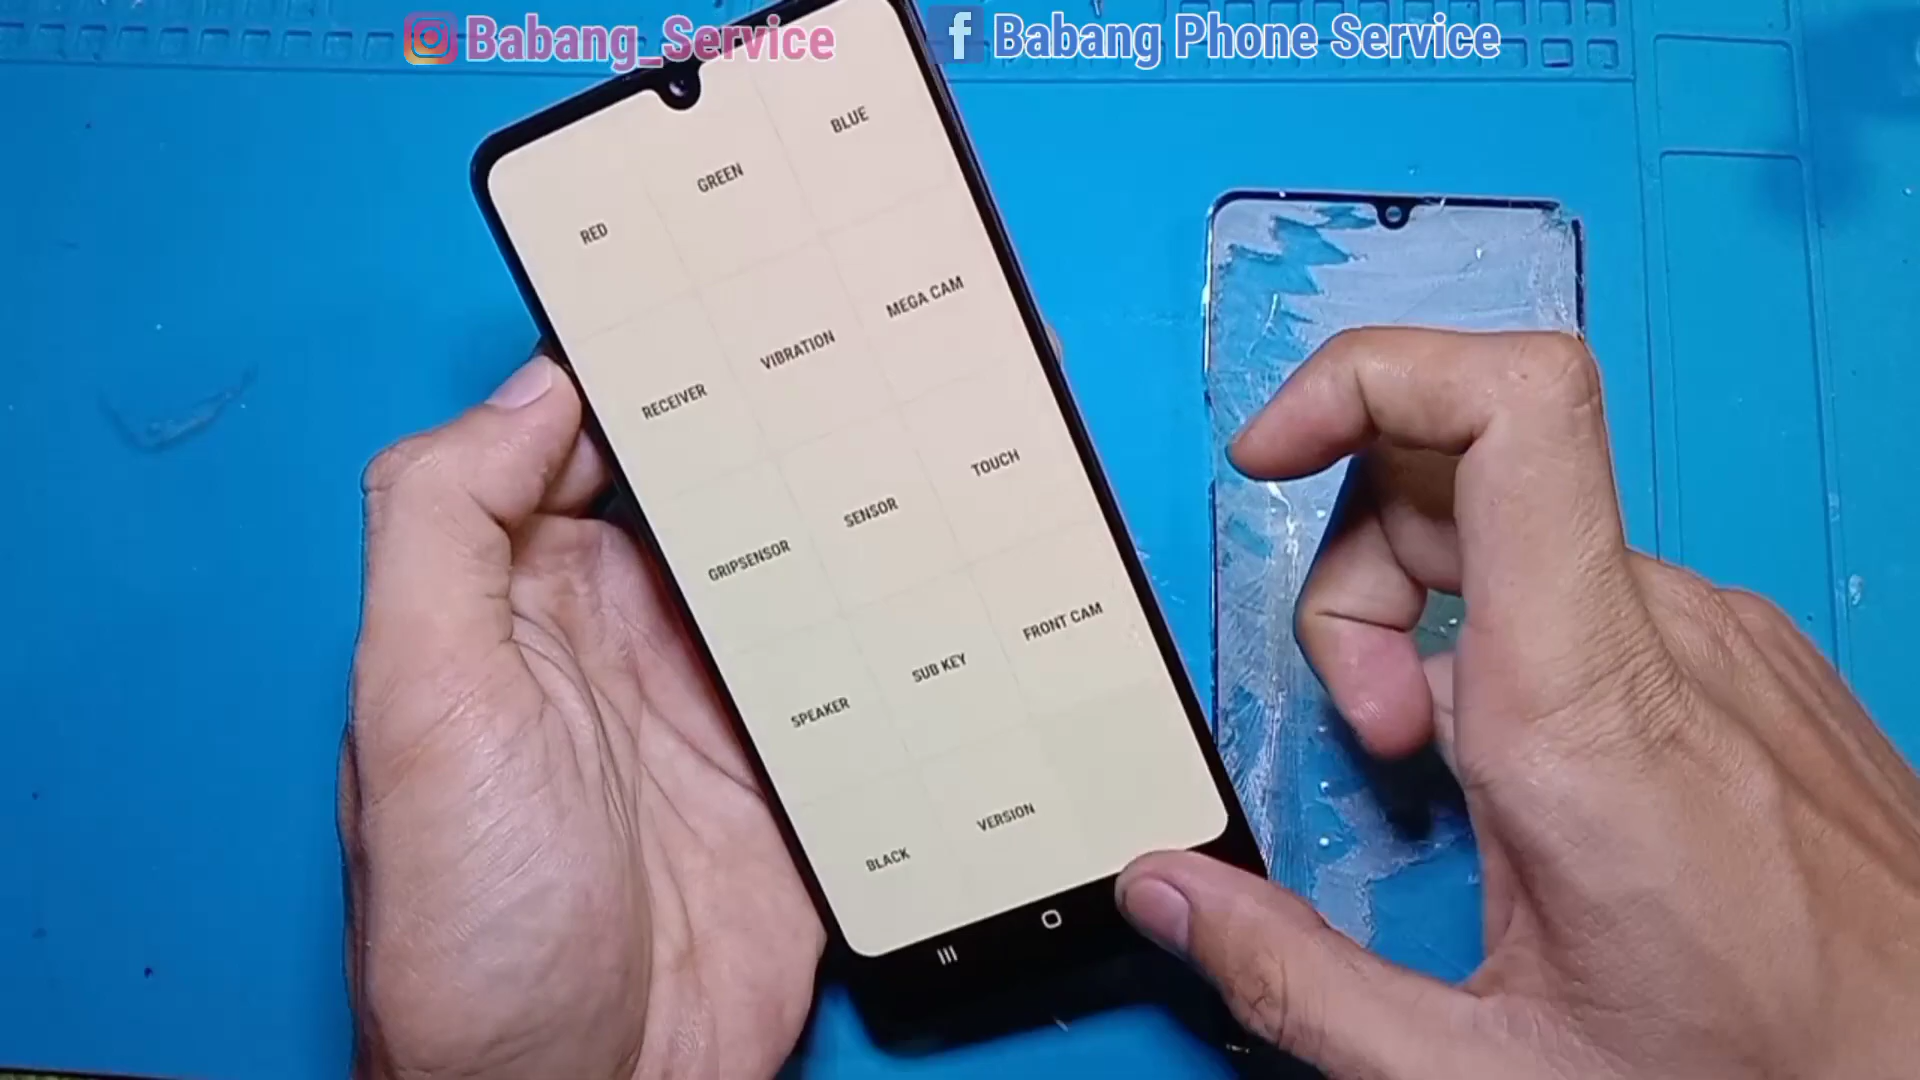 Babang_Service
Babang Phone Service
RED
GREEN
BLUE
RECEIVER
VIBRATION
MEGA CAM
GRIPSENSOR
SENSOR
TOUCH
SPEAKER
SUB KEY
FRONT CAM
BLACK
VERSION